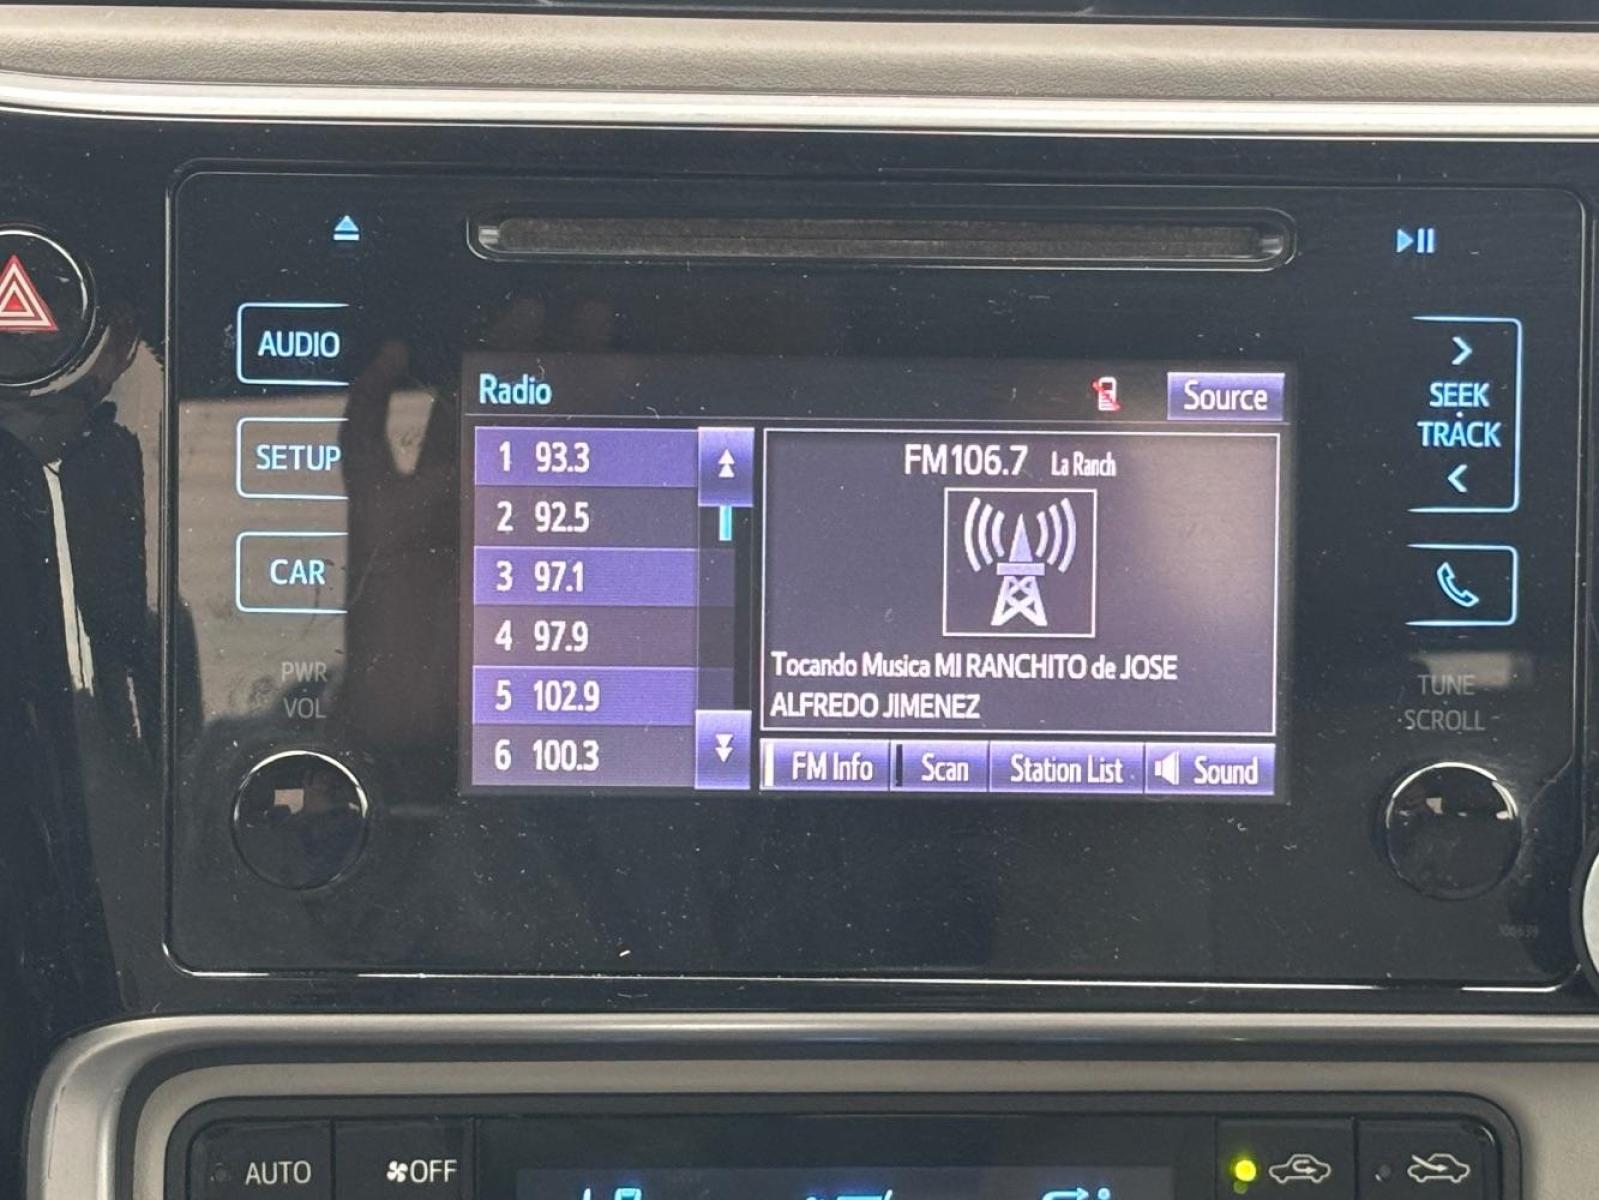 AUDIO
SETUP
CAR
PWR
VOL
Radio
Source
1 93.3
2 92.5
3 97.1
4 97.9
5 102.9
6 100.3
FM106.7 La Ranch
Tocando Musica MI RANCHITO de JOSE
ALFREDO JIMENEZ
FM Info
Scan
Station List
Sound
>
SEEK
TRACK
<
TUNE
SCROLL
AUTO
OFF